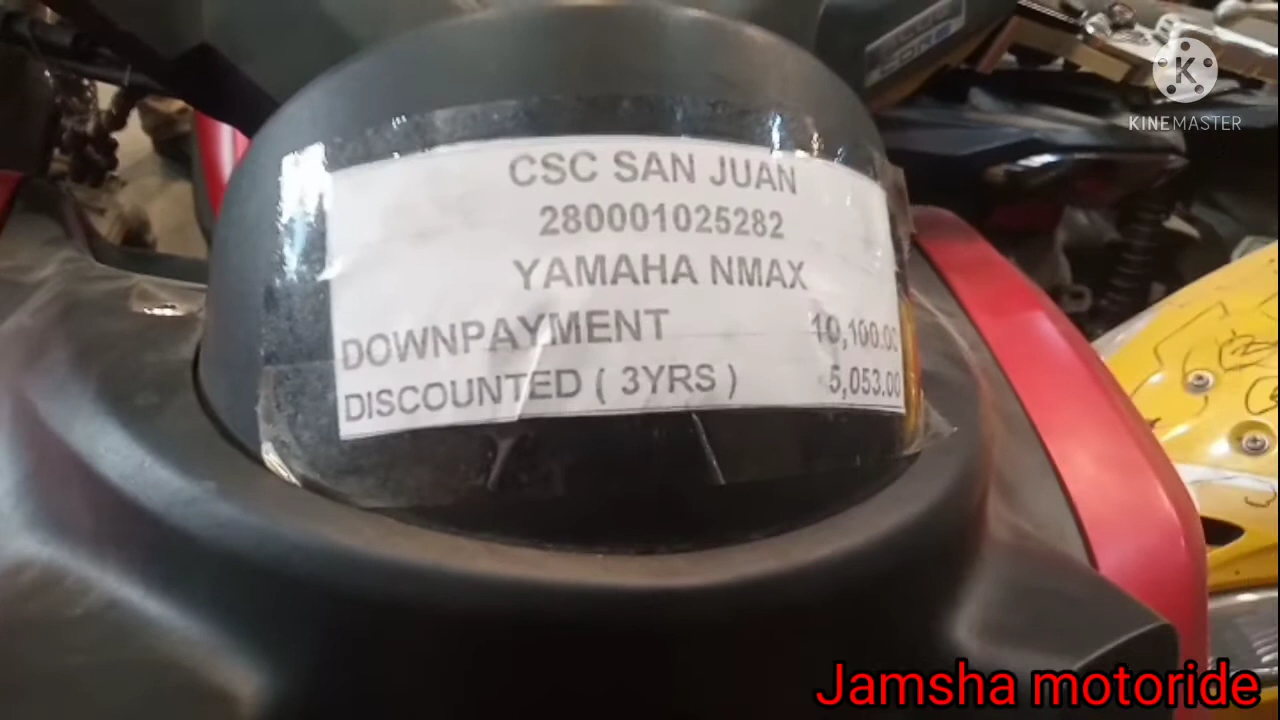 KINEMASTER
CSC SAN JUAN
280001025282
YAMAHA NMAX
DOWNPAYMENT 10,100.00
DISCOUNTED ( 3YRS ) 5,053.00
Jamsha motoride